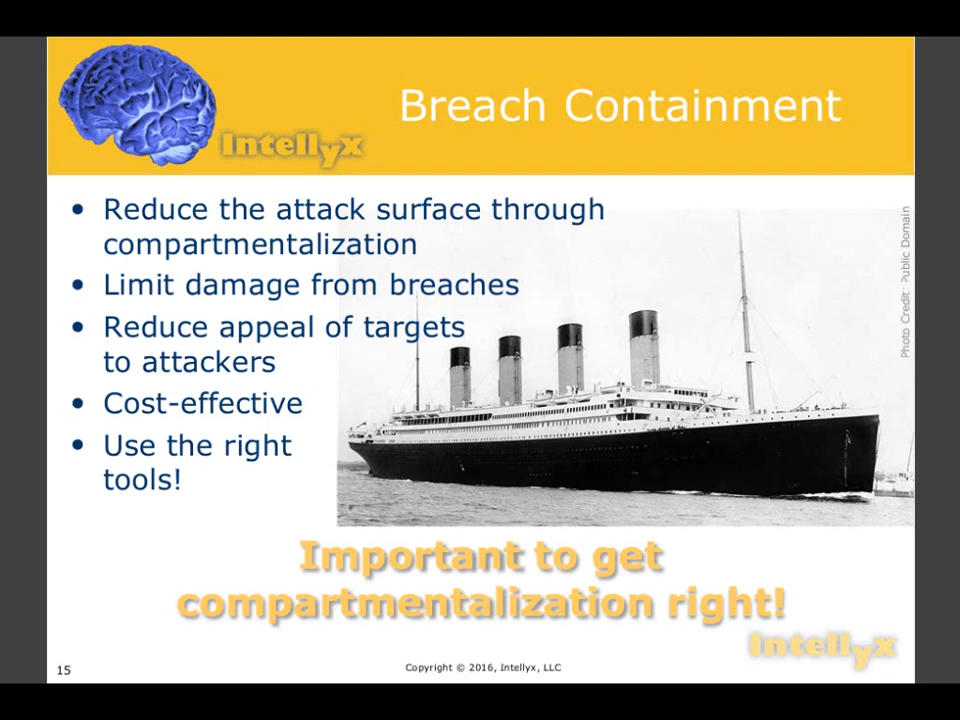 Intellyx
Breach Containment
• Reduce the attack surface through
compartmentalization
• Limit damage from breaches
• Reduce appeal of targets
to attackers
• Cost-effective
• Use the right
tools!
Photo Credit: Public Domain
Important to get
compartmentalization right!
Intellyx
15
Copyright © 2016, Intellyx, LLC